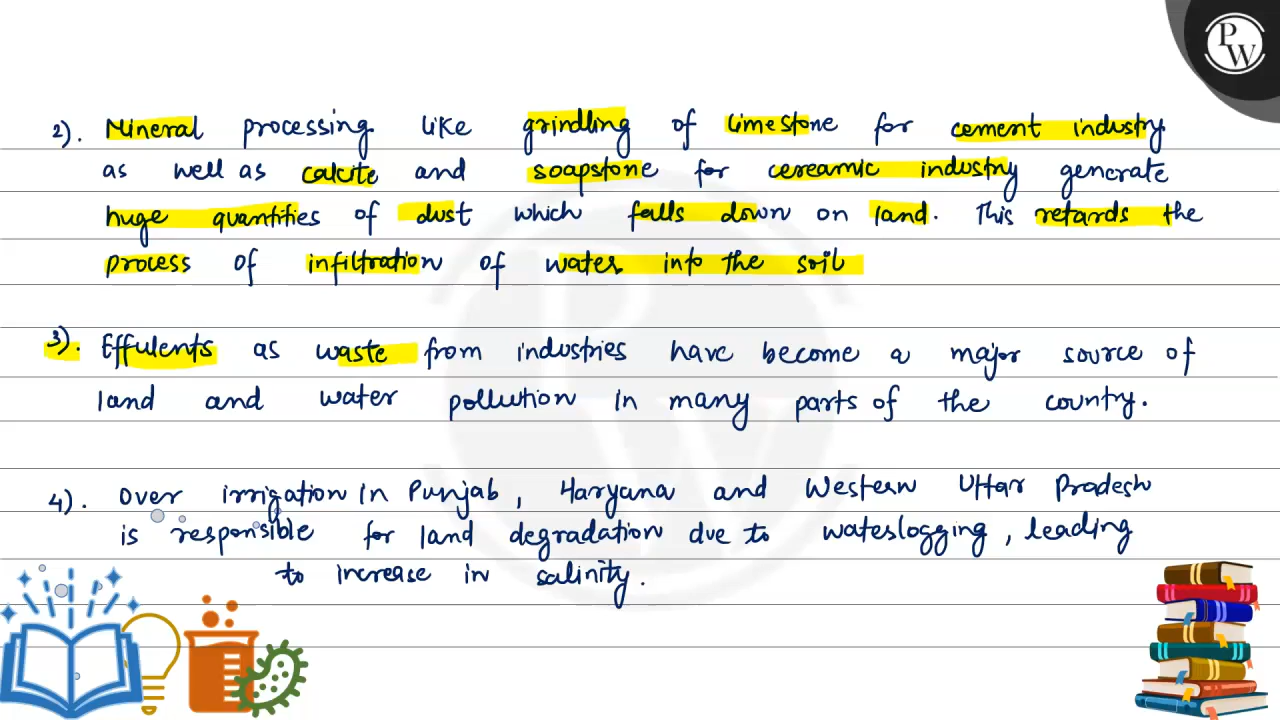 PW
2). Mineral processing like grindling of limestone for cement industry
as well as calcite and soapstone for cereamic industry generate
huge quantities of dust which falls down on land. This retards the
process of infiltration of water into the soil
3). Effulents as waste from industries have become a major source of
land and water pollution in many parts of the country.
4). Over irrigation in Punjab, Haryana and Western Uttar Pradesh
is responsible for land degradation due to waterlogging, leading
to increase in salinity.